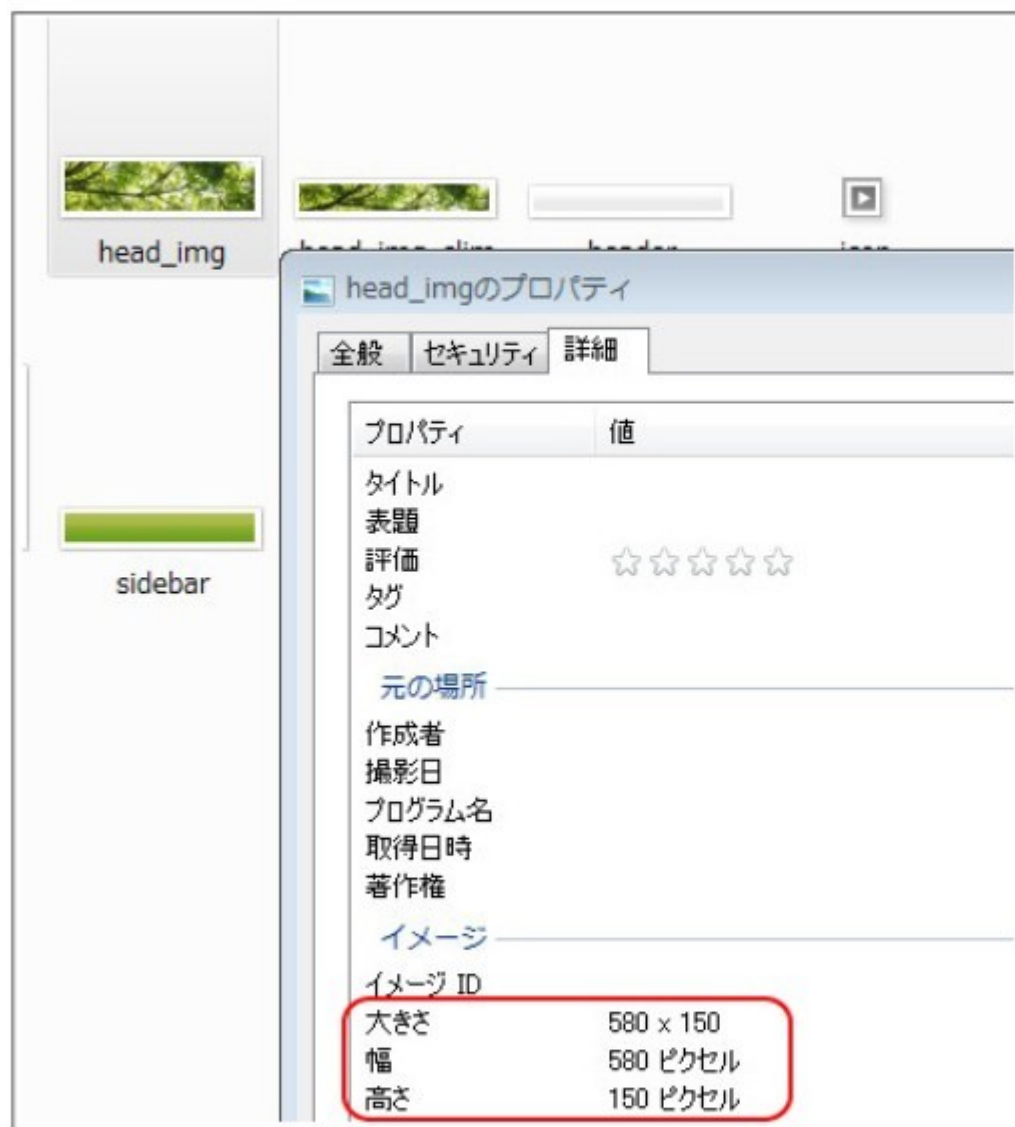 head_img
head_img_slim
header
icon
head_imgのプロパティ
全般 セキュリティ 詳細
プロパティ 値
タイトル
表題
評価
タグ
コメント
元の場所
作成者
撮影日
プログラム名
取得日時
著作権
イメージ
イメージ ID
大きさ 580 x 150
幅 580 ピクセル
高さ 150 ピクセル
sidebar